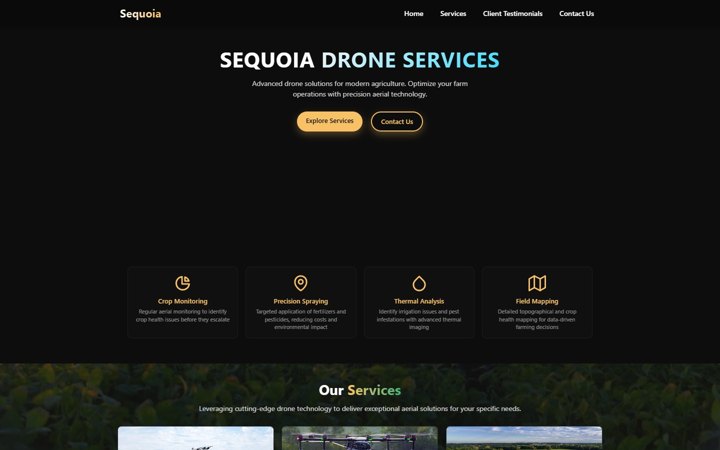 Sequoia
Home Services Client Testimonials Contact Us
SEQUOIA DRONE SERVICES
Advanced drone solutions for modern agriculture. Optimize your farm
operations with precision aerial technology.
Explore Services
Contact Us
Crop Monitoring
Regular aerial monitoring to identify
crop health issues before they escalate
Precision Spraying
Targeted application of fertilizers and
pesticides, reducing costs and
environmental impact
Thermal Analysis
Identify irrigation issues and pest
infestations with advanced thermal
imaging
Field Mapping
Detailed topographical and crop
health mapping for data-driven
farming decisions
Our Services
Leveraging cutting-edge drone technology to deliver exceptional aerial solutions for your specific needs.